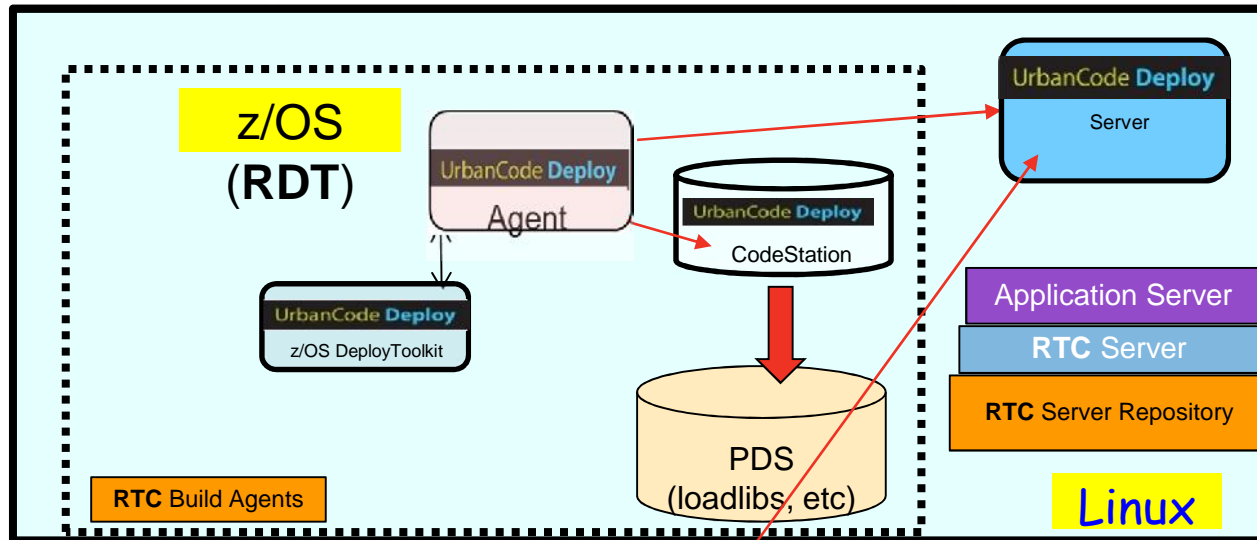 z/OS
(RDT)
UrbanCode Deploy
Agent
UrbanCode Deploy
z/OS DeployToolkit
UrbanCode Deploy
CodeStation
PDS
(loadlibs, etc)
RTC Build Agents
UrbanCode Deploy
Server
Application Server
RTC Server
RTC Server Repository
Linux